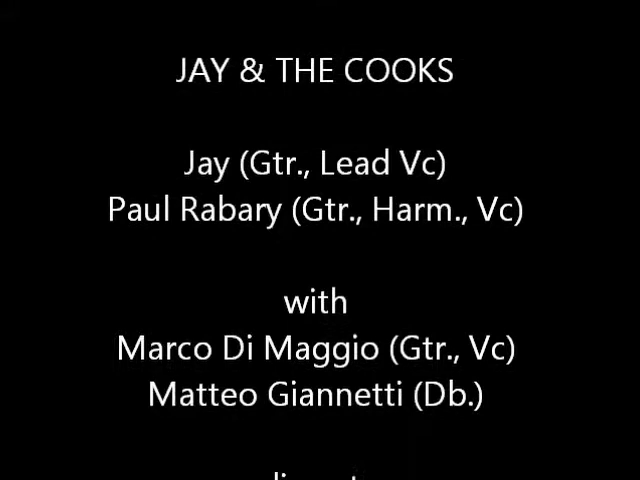 JAY & THE COOKS
Jay (Gtr., Lead Vc)
Paul Rabary (Gtr., Harm., Vc)
with
Marco Di Maggio (Gtr., Vc)
Matteo Giannetti (Db.)